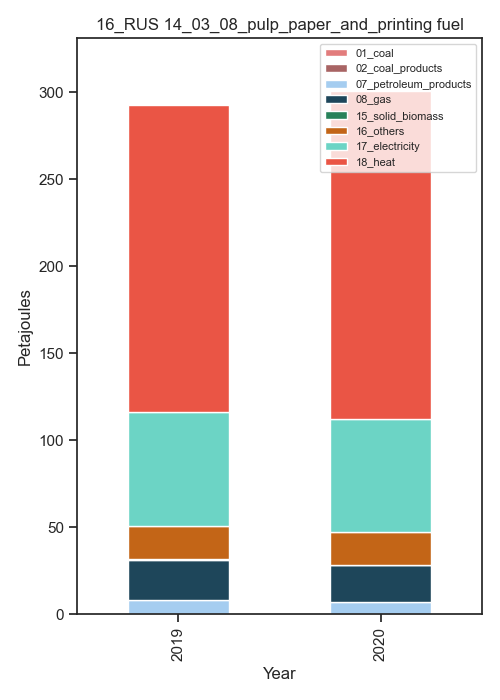 16_RUS 14_03_08_pulp_paper_and_printing fuel
01_coal
02_coal_products
07_petroleum_products
08_gas
15_solid_biomass
16_others
17_electricity
18_heat
Petajoules
300
250
200
150
100
50
0
2019
2020
Year